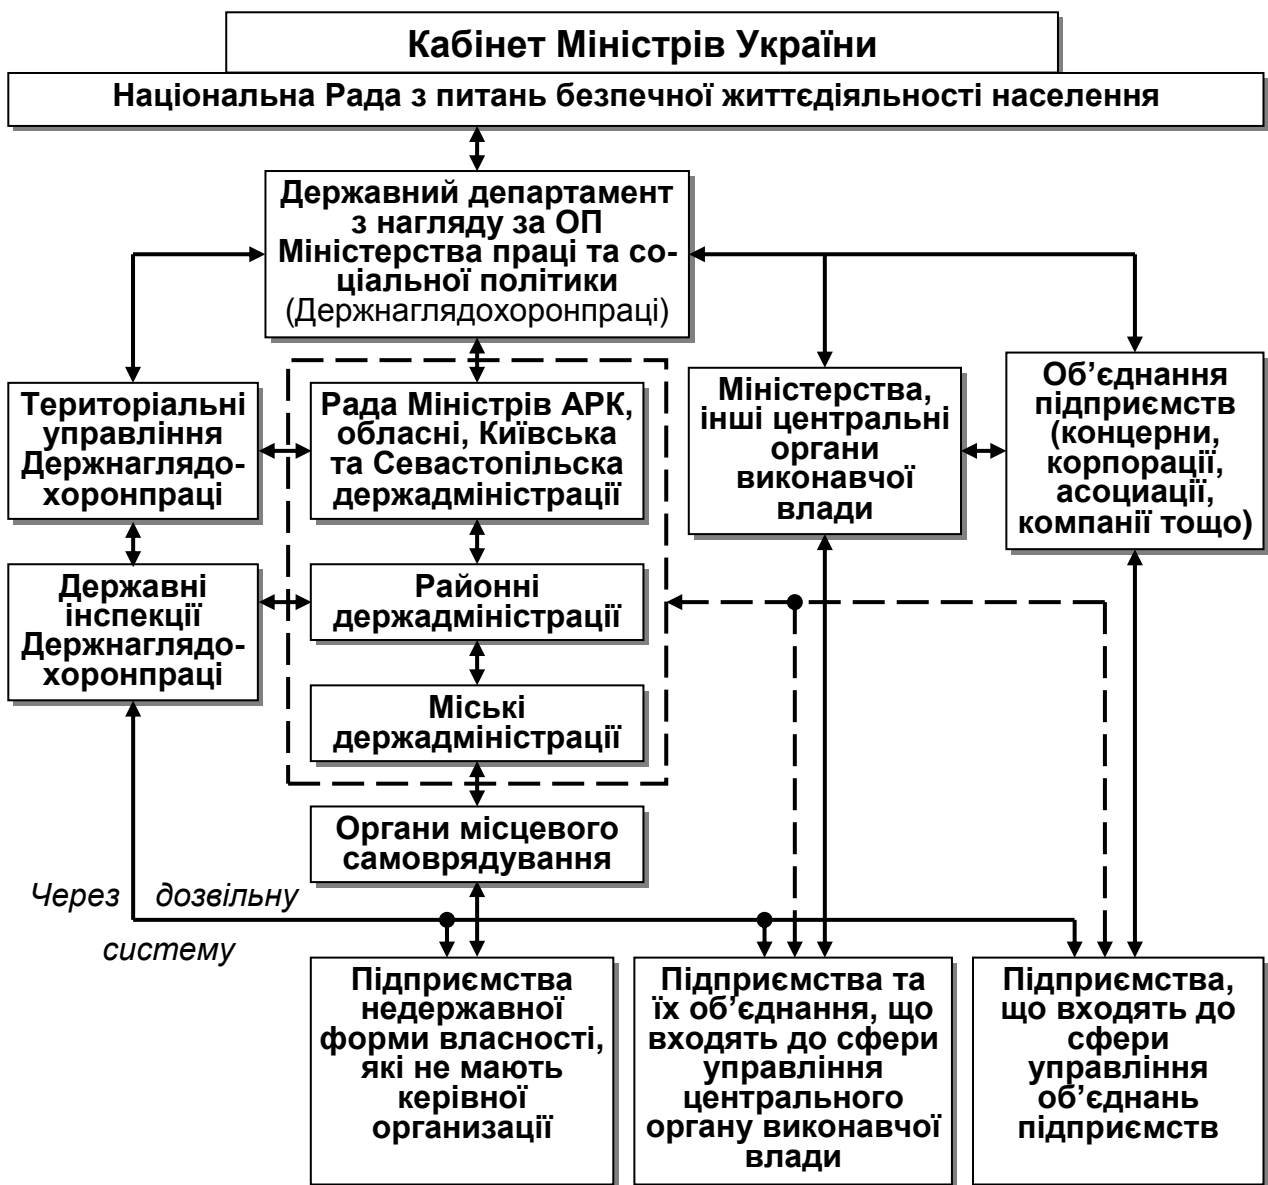 Кабінет Міністрів України
Національна Рада з питань безпечної життєдіяльності населення
Державний департамент
з нагляду за ОП
Міністерства праці та со-
ціальної політики
(Держнаглядохоронпраці)
Територіальні
управління
Держнаглядо-
хоронпраці
Рада Міністрів АРК,
обласні, Київська
та Севастопільска
держадміністрації
Міністерства,
інші центральні
органи
виконавчої
влади
Об’єднання
підприємств
(концерни,
корпорації,
асоциації,
компанії тощо)
Державні
інспекції
Держнаглядо-
хоронпраці
Районні
держадміністрації
Міські
держадміністрації
Органи місцевого
самоврядування
Через дозвільну
систему
Підприємства
недержавної
форми власності,
які не мають
керівної
организації
Підприємства та
їх об’єднання, що
входять до сфери
управління
центрального
органу виконавчої
влади
Підприємства,
що входять до
сфери
управління
об’єднань
підприємств